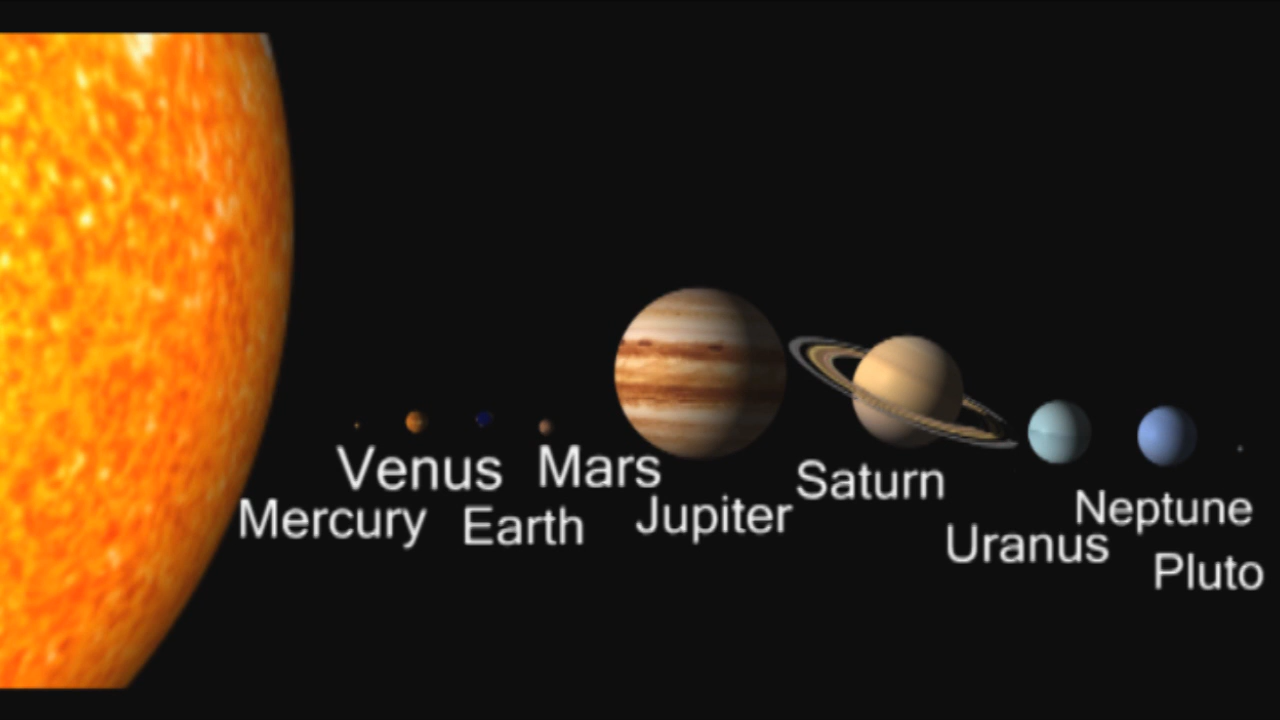 Mercury
Venus
Earth
Mars
Jupiter
Saturn
Uranus
Neptune
Pluto